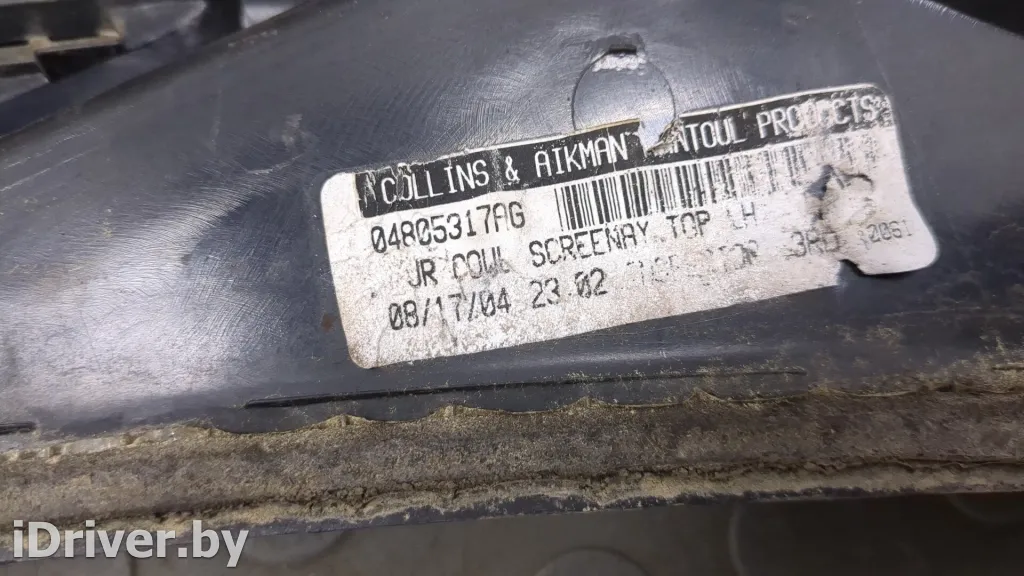 COLLINS & AIKMAN PRODUCTS
04805317AG
JR COWL SCREENAY TOP LH
08/17/04 23 02
iDriver.by